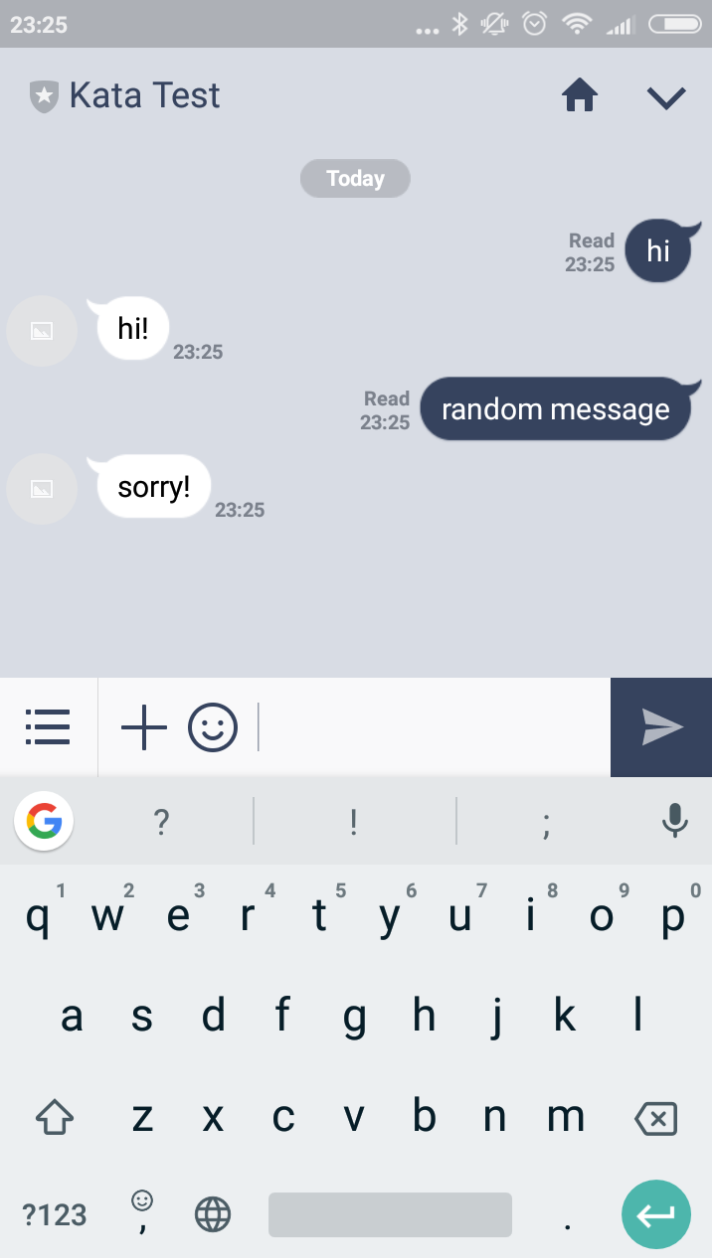 23:25
Kata Test
Today
Read
23:25
hi
hi!
23:25
Read
23:25
random message
sorry!
23:25
G ? ! ;
1 2 3 4 5 6 7 8 9 0
q w e r t y u i o p
a s d f g h j k l
z x c v b n m
?123 , .